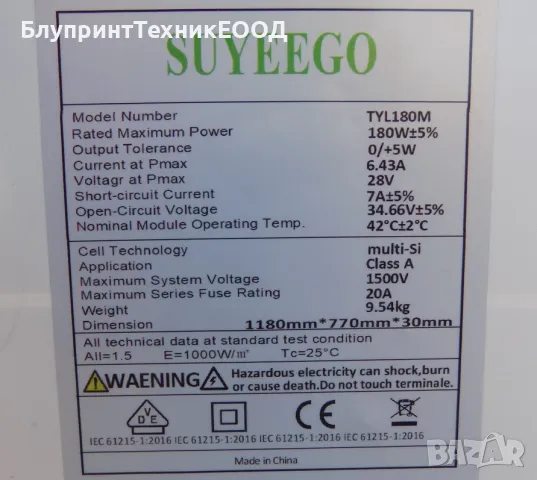 БлупринтТехникЕООД
SUYEEGO
Model Number TYL180M
Rated Maximum Power 180W±5%
Output Tolerance 0/+5W
Current at Pmax 6.43A
Voltagr at Pmax 28V
Short-circuit Current 7A±5%
Open-Circuit Voltage 34.66V±5%
Nominal Module Operating Temp. 42°C±2°C
Cell Technology multi-Si
Application Class A
Maximum System Voltage 1500V
Maximum Series Fuse Rating 20A
Weight 9.54kg
Dimension 1180mm*770mm*30mm
All technical data at standard test condition
All=1.5 E=1000W/㎡ Tc=25°C
WAENING Hazardous electricity can shock,burn
or cause death.Do not touch terminale.
DVE CE
IEC 61215-1:2016 IEC 61215-1:2016 IEC 61215-1:2016 IEC 61215-1:2016
Made in China
BAZAR